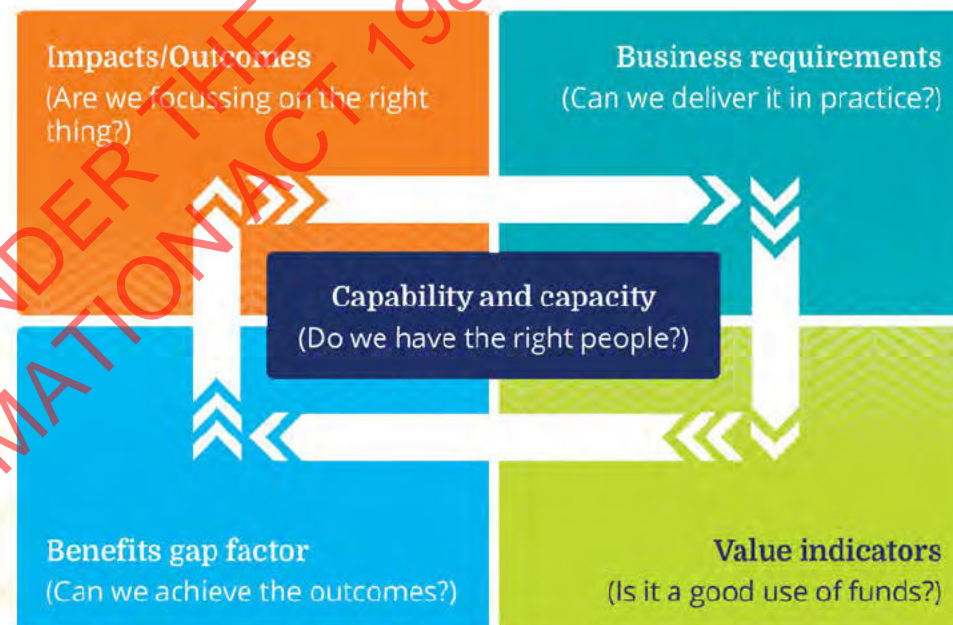 Impacts/Outcomes
(Are we focussing on the right
thing?)
Business requirements
(Can we deliver it in practice?)
Capability and capacity
(Do we have the right people?)
Benefits gap factor
(Can we achieve the outcomes?)
Value indicators
(Is it a good use of funds?)
THE
ACT